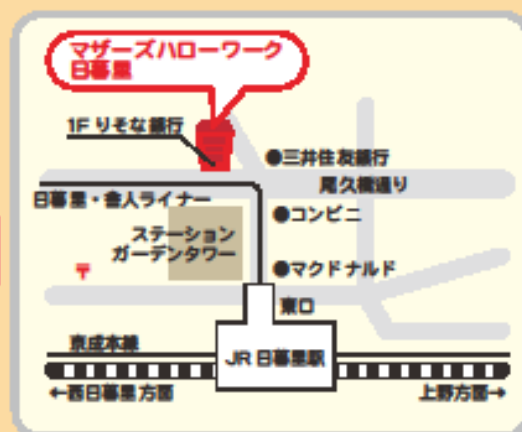 マザーズハローワーク
日暮里
1F りそな銀行
●三井住友銀行
尾久橋通り
日暮里・舎人ライナー
●コンビニ
ステーション
ガーデンタワー
〒
●マクドナルド
東口
京成本線
JR 日暮里駅
←西日暮里方面
上野方面→